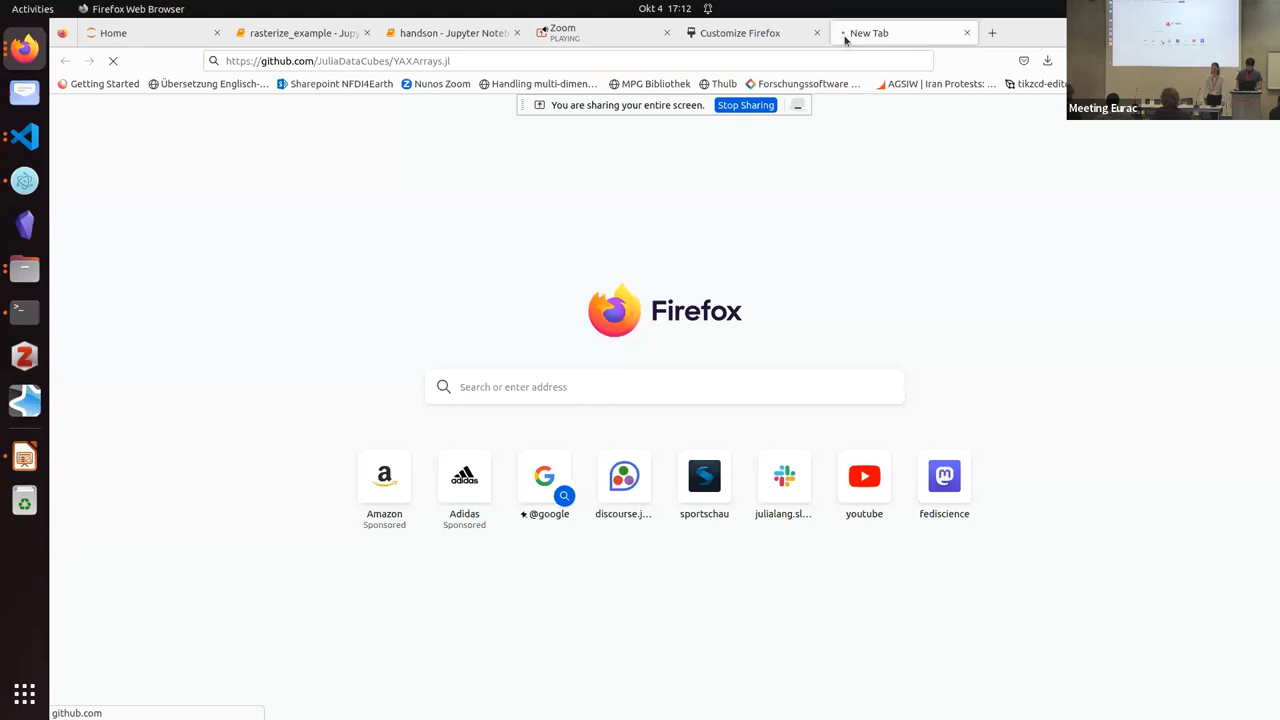 Activities
Firefox Web Browser
Okt 4 17:12
Home
rasterize_example - Jupy
handson - Jupyter Noteb
Zoom
PLAYING
Customize Firefox
New Tab
https://github.com/JuliaDataCubes/YAXArrays.jl
Getting Started
Übersetzung Englisch-...
Sharepoint NFDI4Earth
Nunos Zoom
Handling multi-dimen...
MPG Bibliothek
Thulb
Forschungssoftware ...
AGSIW | Iran Protests: ...
tikzcd-edit
Meeting Eurac
You are sharing your entire screen.
Stop Sharing
Firefox
Search or enter address
Amazon
Sponsored
Adidas
Sponsored
@google
discourse.j...
sportschau
julialang.sl...
youtube
fediscience
github.com